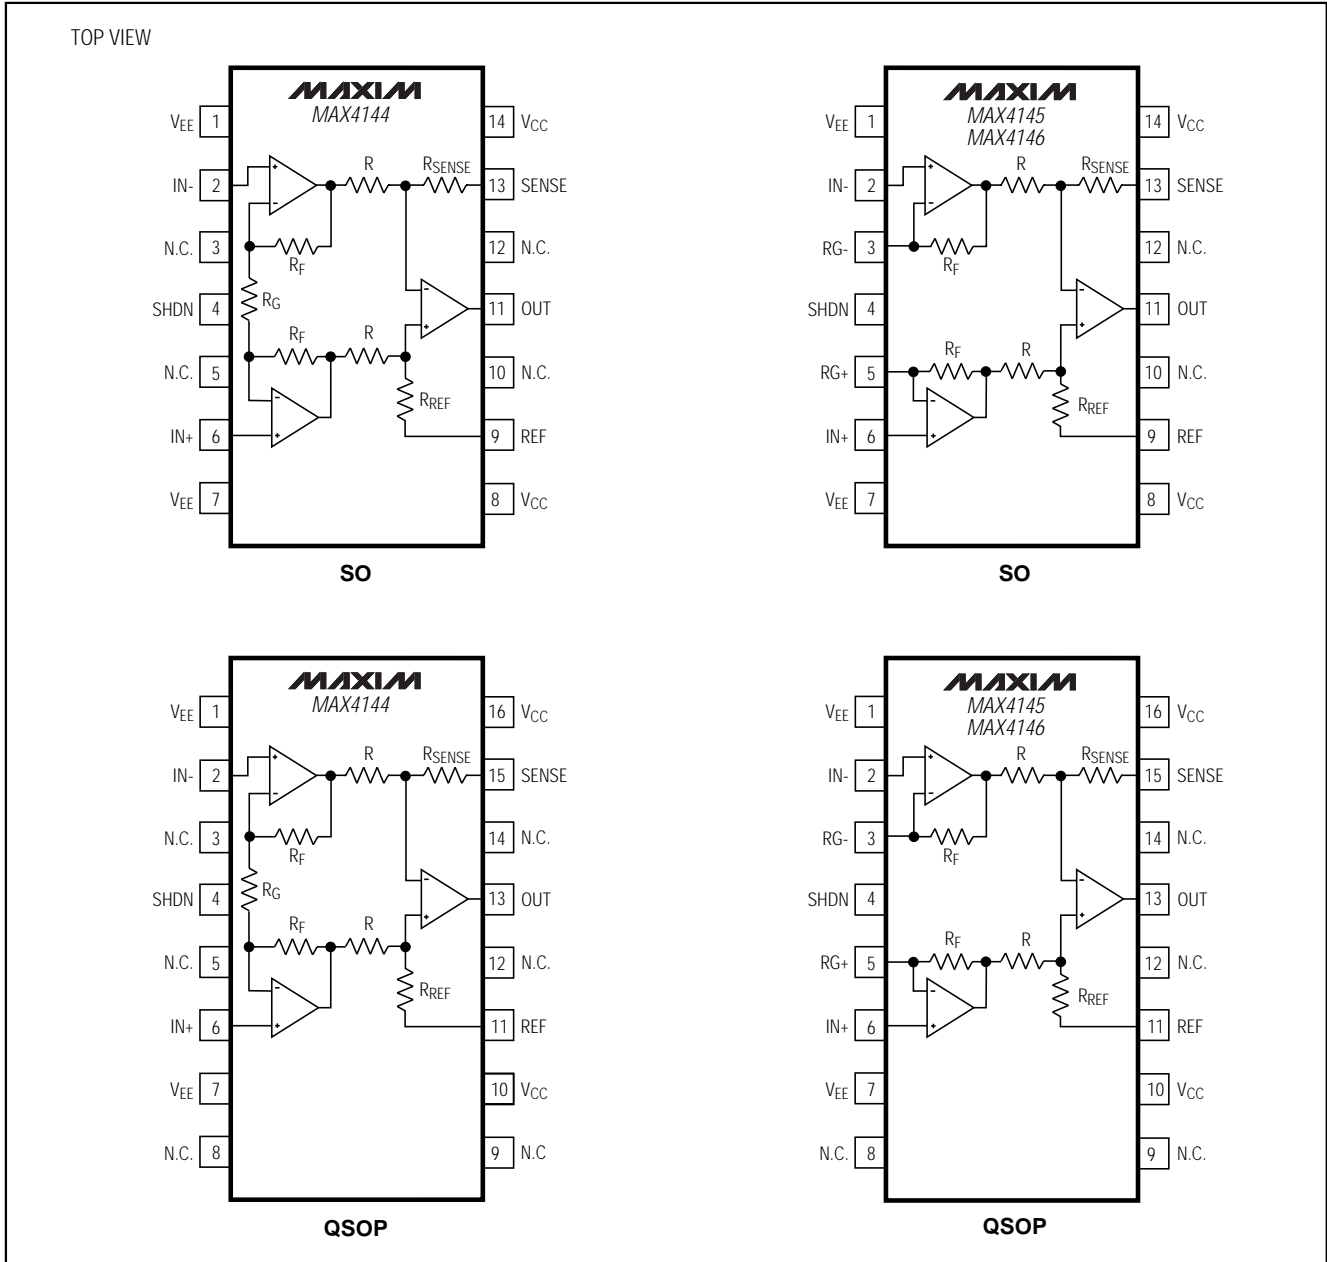 TOP VIEW
MAXIM
MAX4144
VEE 1
14 VCC
IN- 2
R
RSENSE
13 SENSE
N.C. 3
RF
12 N.C.
SHDN 4
RG
11 OUT
RF
R
N.C. 5
10 N.C.
RREF
IN+ 6
9 REF
VEE 7
8 VCC
SO
MAXIM
MAX4145
MAX4146
VEE 1
14 VCC
IN- 2
R
RSENSE
13 SENSE
RG- 3
RF
12 N.C.
SHDN 4
11 OUT
RF
R
RG+ 5
10 N.C.
RREF
IN+ 6
9 REF
VEE 7
8 VCC
SO
MAXIM
MAX4144
VEE 1
16 VCC
IN- 2
R
RSENSE
15 SENSE
N.C. 3
RF
14 N.C.
SHDN 4
RG
13 OUT
RF
R
N.C. 5
12 N.C.
RREF
IN+ 6
11 REF
VEE 7
10 VCC
N.C. 8
9 N.C
QSOP
MAXIM
MAX4145
MAX4146
VEE 1
16 VCC
IN- 2
R
RSENSE
15 SENSE
RG- 3
RF
14 N.C.
SHDN 4
13 OUT
RF
R
RG+ 5
12 N.C.
RREF
IN+ 6
11 REF
VEE 7
10 VCC
N.C. 8
9 N.C.
QSOP